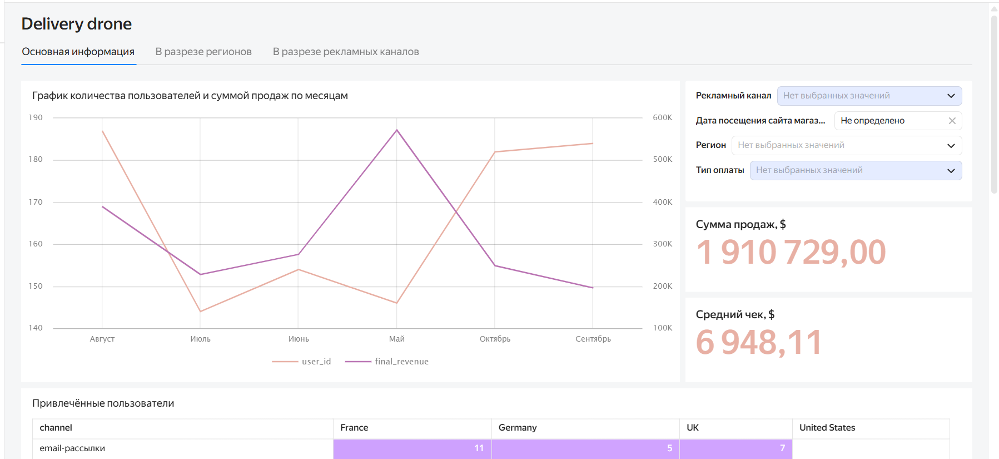 Delivery drone
Основная информация В разрезе регионов В разрезе рекламных каналов
График количества пользователей и суммой продаж по месяцам
190 600K
180 500K
170 400K
160 300K
150 200K
140 100K
Август Июль Июнь Май Октябрь Сентябрь
user_id final_revenue
Рекламный канал Нет выбранных значений
Дата посещения сайта магаз... Не определено
Регион Нет выбранных значений
Тип оплаты Нет выбранных значений
Сумма продаж, $
1 910 729,00
Средний чек, $
6 948,11
Привлечённые пользователи
channel France Germany UK United States
email-рассылки 11 5 7